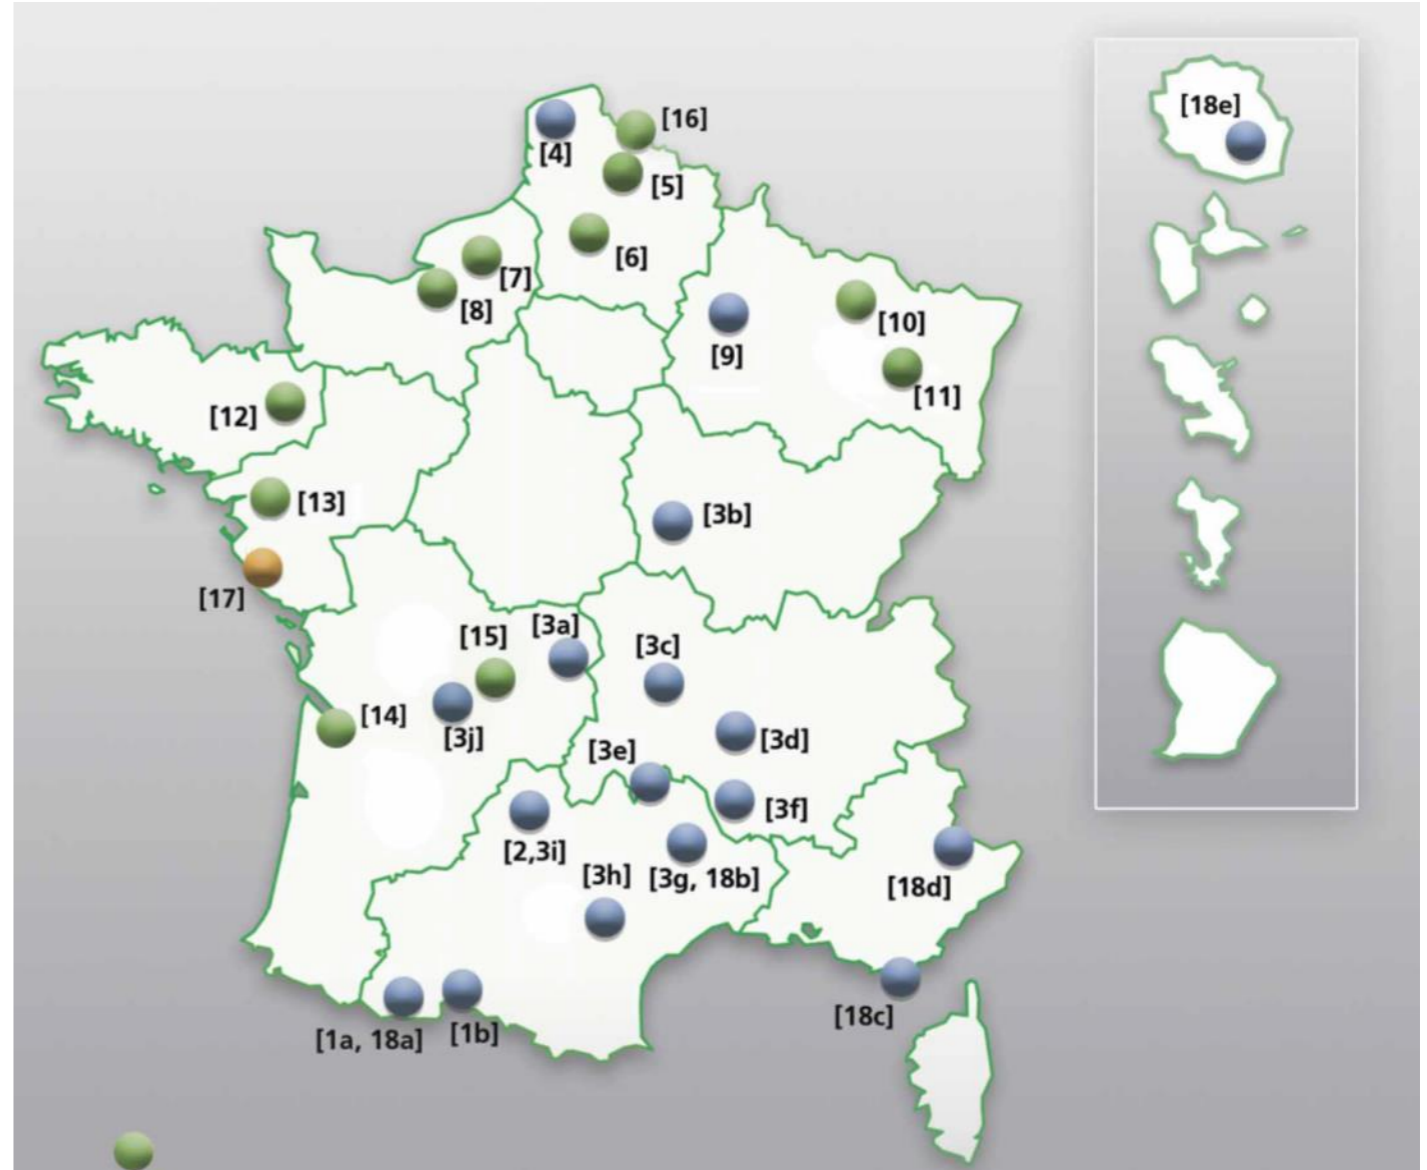 [18e]
[16]
[4]
[5]
[6]
[7]
[8]
[10]
[9]
[11]
[12]
[13]
[3b]
[17]
[3a]
[15]
[3c]
[14]
[3j]
[3d]
[3e]
[3f]
[2,3i]
[3h]
[3g, 18b]
[18d]
[18c]
[1a, 18a]
[1b]